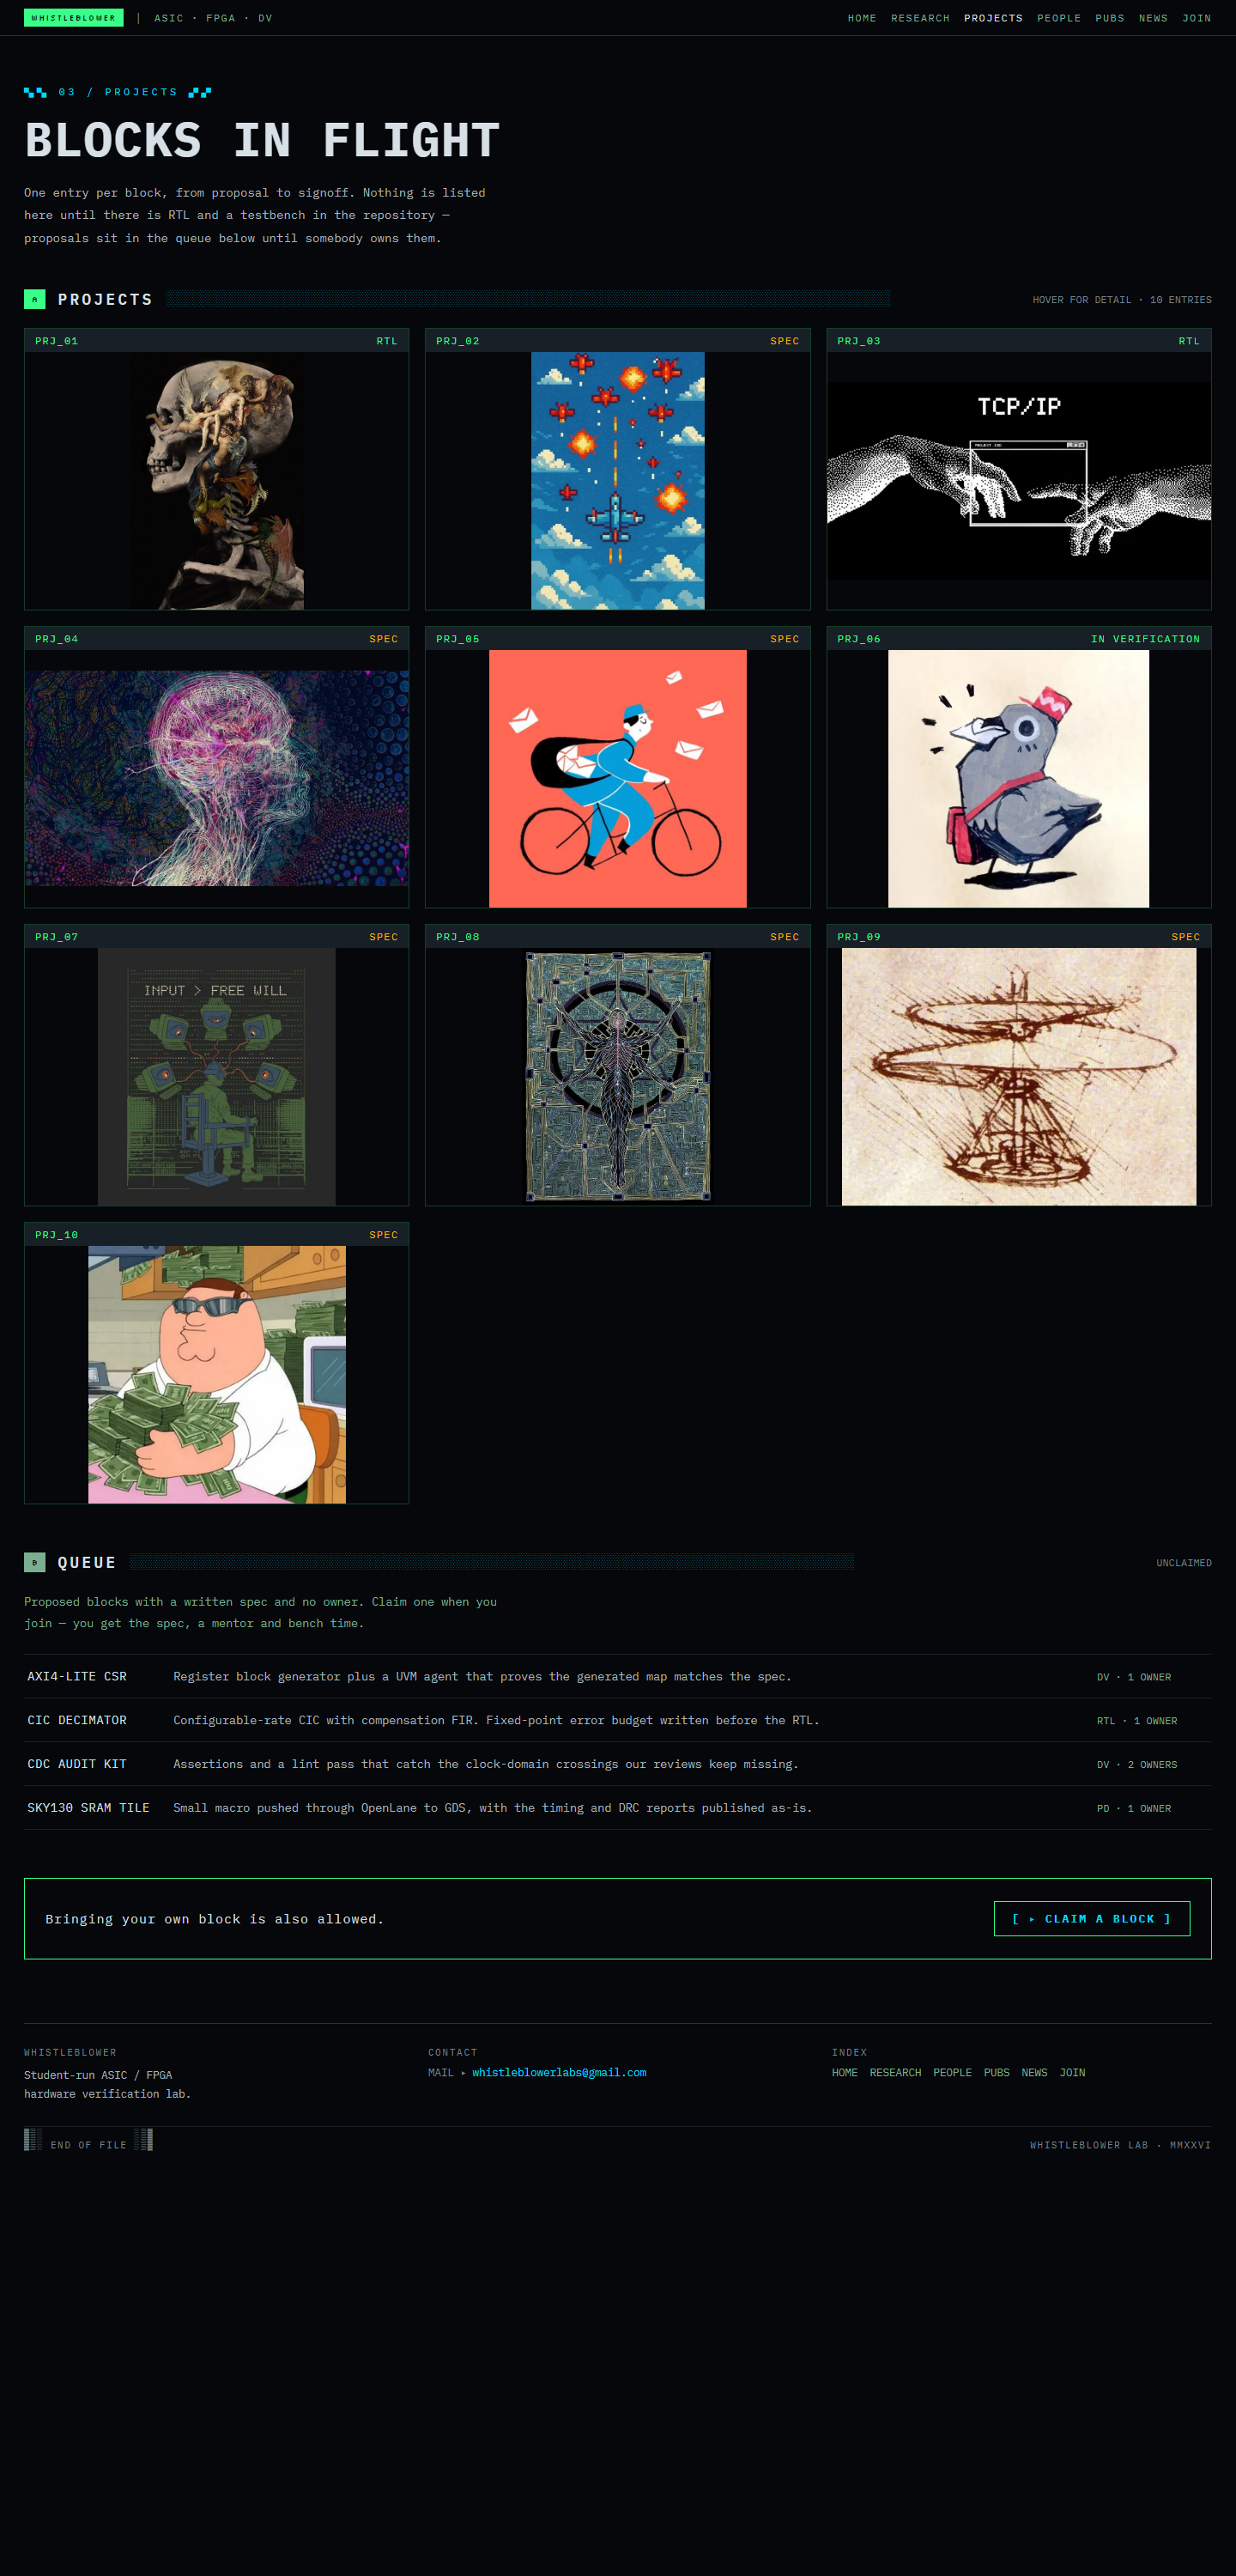 WHISTLEBLOWER | ASIC · FPGA · DV
HOME RESEARCH PROJECTS PEOPLE PUBS NEWS JOIN
03 / PROJECTS
BLOCKS IN FLIGHT
One entry per block, from proposal to signoff. Nothing is listed
here until there is RTL and a testbench in the repository —
proposals sit in the queue below until somebody owns them.
A PROJECTS
HOVER FOR DETAIL · 10 ENTRIES
PRJ_01 RTL
PRJ_02 SPEC
PRJ_03 RTL
TCP/IP
PRJ_04 SPEC
PRJ_05 SPEC
PRJ_06 IN VERIFICATION
PRJ_07 SPEC
INPUT > FREE WILL
PRJ_08 SPEC
PRJ_09 SPEC
PRJ_10 SPEC
B QUEUE
UNCLAIMED
Proposed blocks with a written spec and no owner. Claim one when you
join — you get the spec, a mentor and bench time.
AXI4-LITE CSR Register block generator plus a UVM agent that proves the generated map matches the spec. DV · 1 OWNER
CIC DECIMATOR Configurable-rate CIC with compensation FIR. Fixed-point error budget written before the RTL. RTL · 1 OWNER
CDC AUDIT KIT Assertions and a lint pass that catch the clock-domain crossings our reviews keep missing. DV · 2 OWNERS
SKY130 SRAM TILE Small macro pushed through OpenLane to GDS, with the timing and DRC reports published as-is. PD · 1 OWNER
Bringing your own block is also allowed.
[ ▸ CLAIM A BLOCK ]
WHISTLEBLOWER
Student-run ASIC / FPGA
hardware verification lab.
CONTACT
MAIL ▸ whistleblowerlabs@gmail.com
INDEX
HOME RESEARCH PEOPLE PUBS NEWS JOIN
END OF FILE
WHISTLEBLOWER LAB · MMXXVI